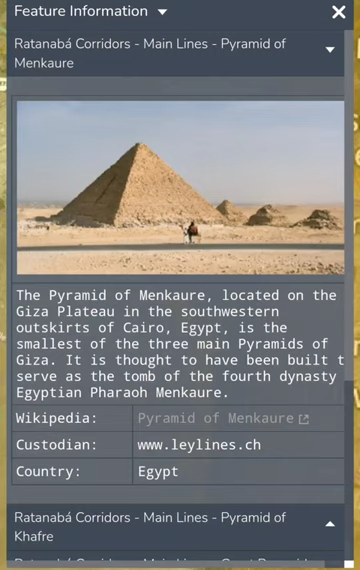 Feature Information
Ratanabá Corridors - Main Lines - Pyramid of
Menkaure
The Pyramid of Menkaure, located on the
Giza Plateau in the southwestern
outskirts of Cairo, Egypt, is the
smallest of the three main Pyramids of
Giza. It is thought to have been built t
serve as the tomb of the fourth dynasty
Egyptian Pharaoh Menkaure.
Wikipedia: Pyramid of Menkaure
Custodian: www.leylines.ch
Country: Egypt
Ratanabá Corridors - Main Lines - Pyramid of
Khafre